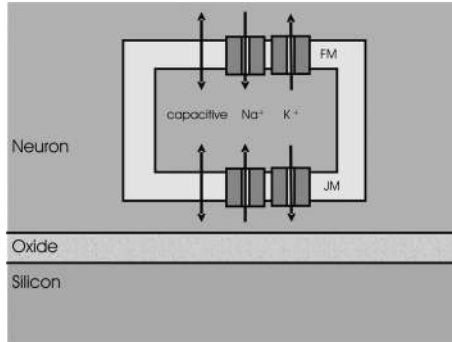 FM
capacitive Na+ K+
Neuron
JM
Oxide
Silicon